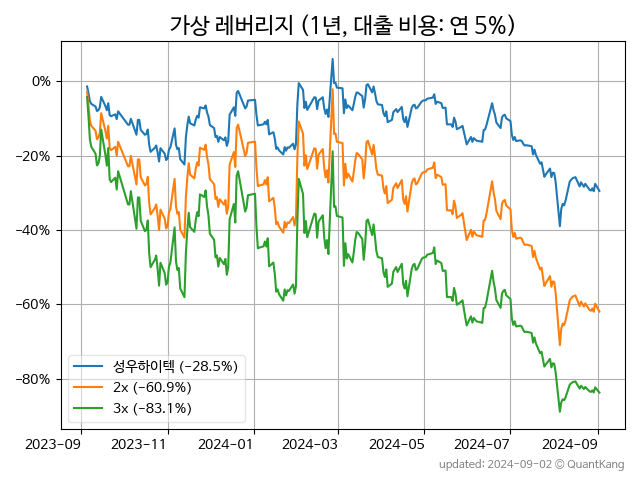 가상 레버리지 (1년, 대출 비용: 연 5%)
0%
−20%
−40%
−60%
−80%
성우하이텍 (−28.5%)
2x (−60.9%)
3x (−83.1%)
2023-09 2023-11 2024-01 2024-03 2024-05 2024-07 2024-09
updated: 2024-09-02 © QuantKang